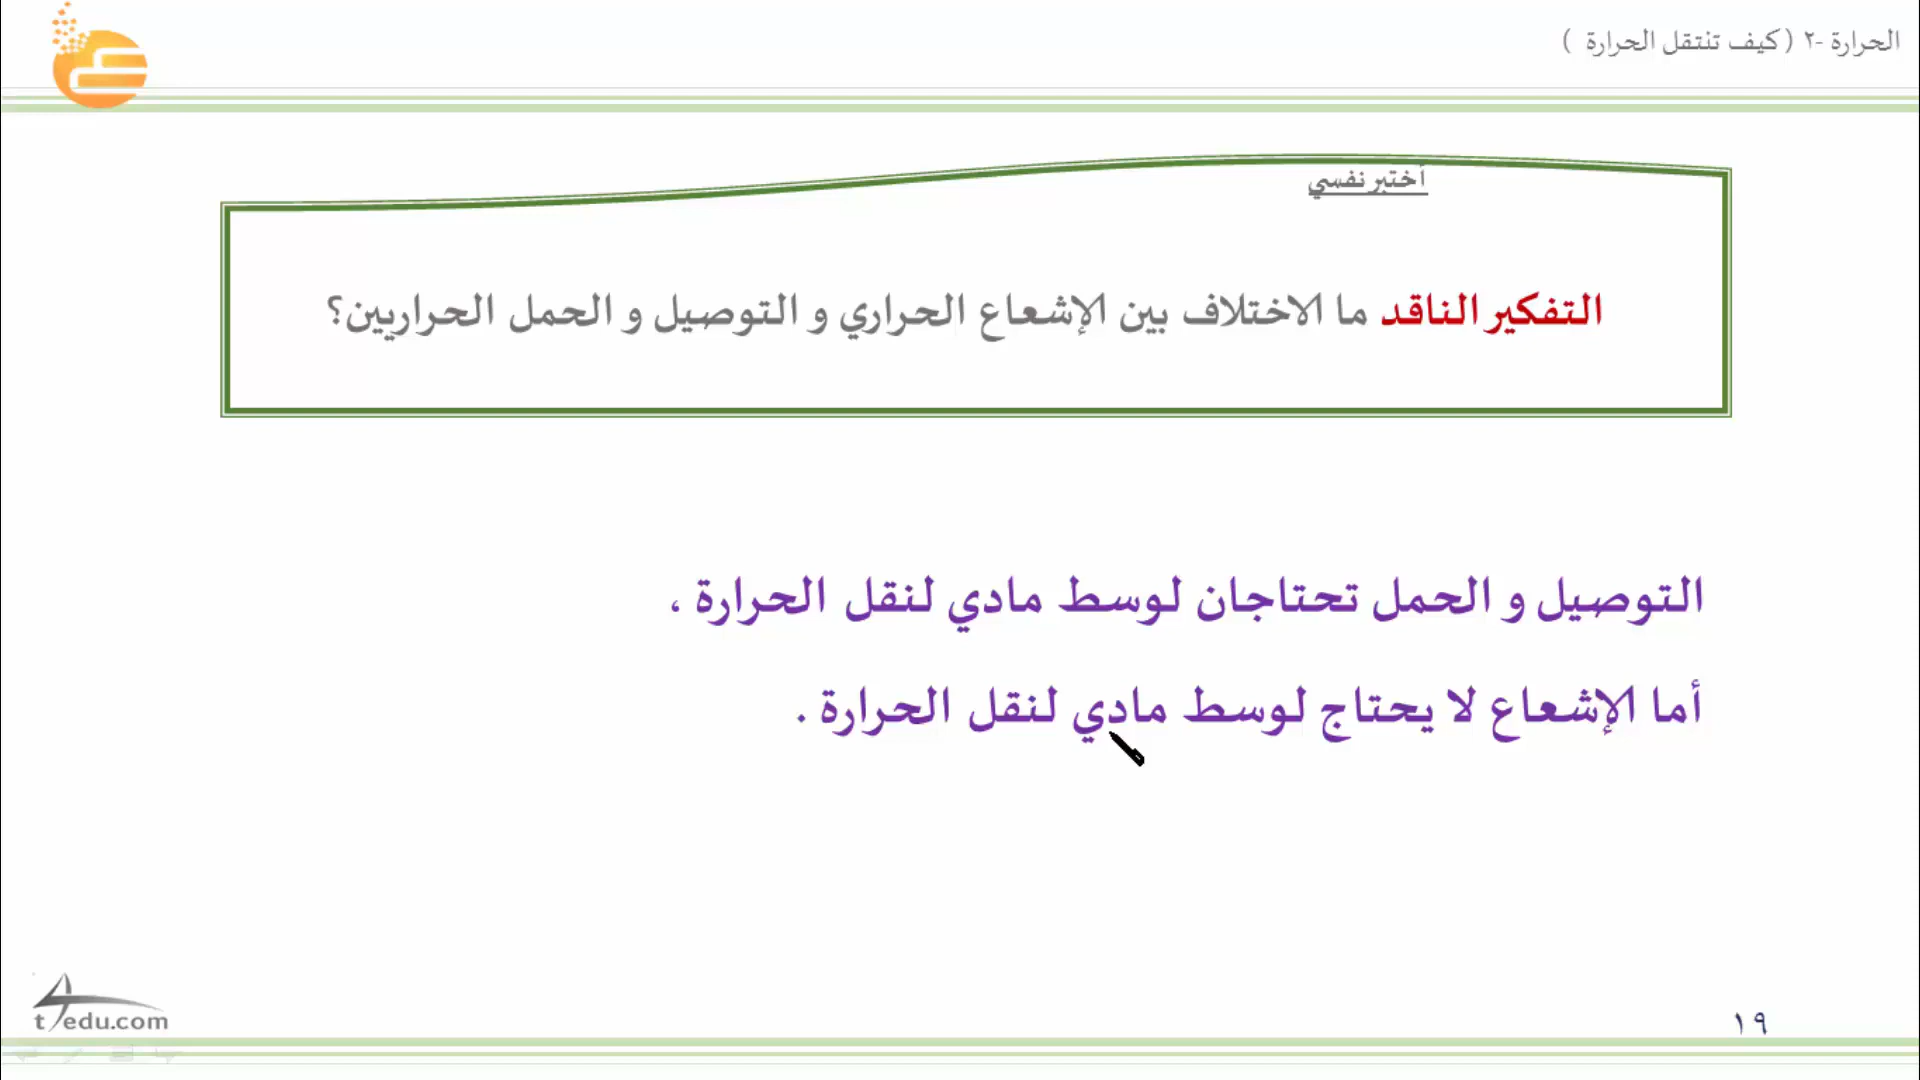 الحرارة -٢ (كيف تنتقل الحرارة )
أختبر نفسي
التفكير الناقد ما الاختلاف بين الإشعاع الحراري و التوصيل و الحمل الحراريين؟
التوصيل و الحمل تحتاجان لوسط مادي لنقل الحرارة ،
أما الإشعاع لا يحتاج لوسط مادي لنقل الحرارة .
t4edu.com
١٩